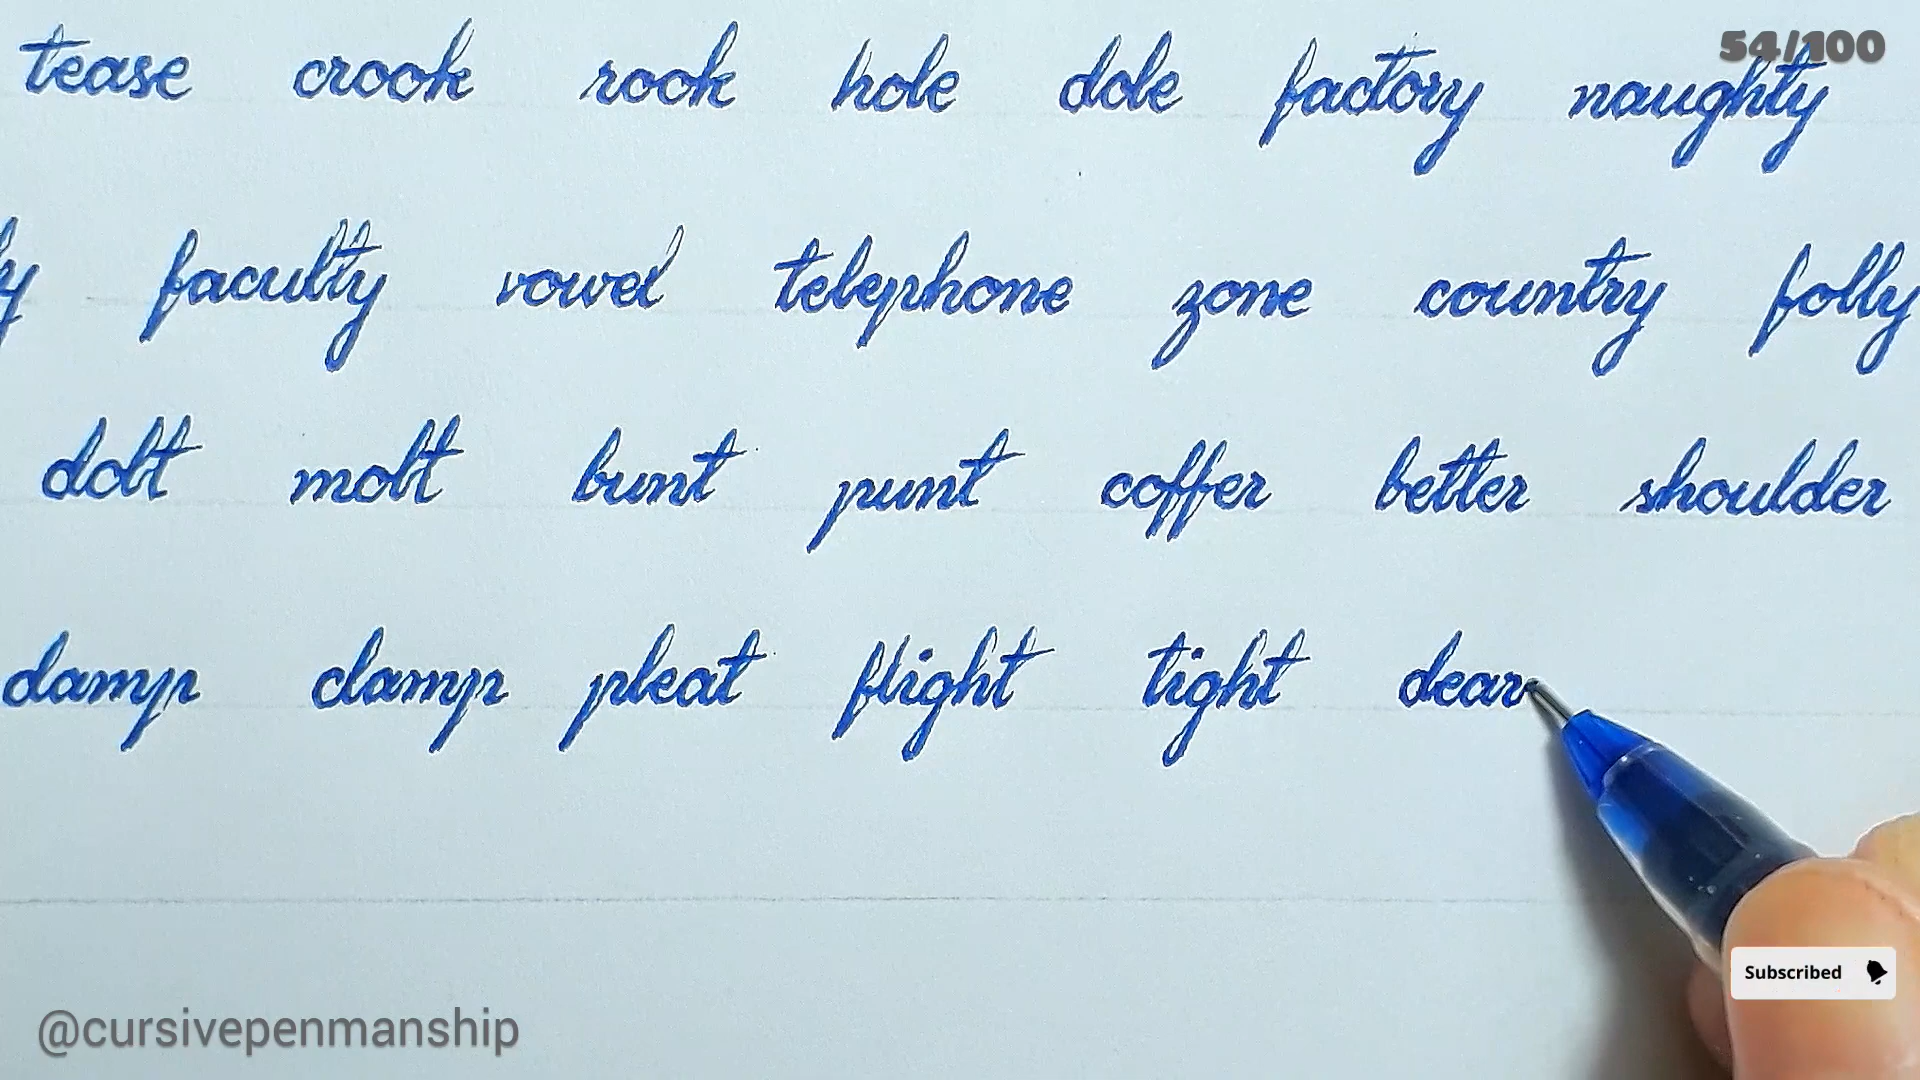 54/100
tease crook rook hole dole factory naughty
faculty vowel telephone zone country folly
dolt molt bunt punt coffer better shoulder
damp clamp pleat flight tight dear
Subscribed
@cursivepenmanship